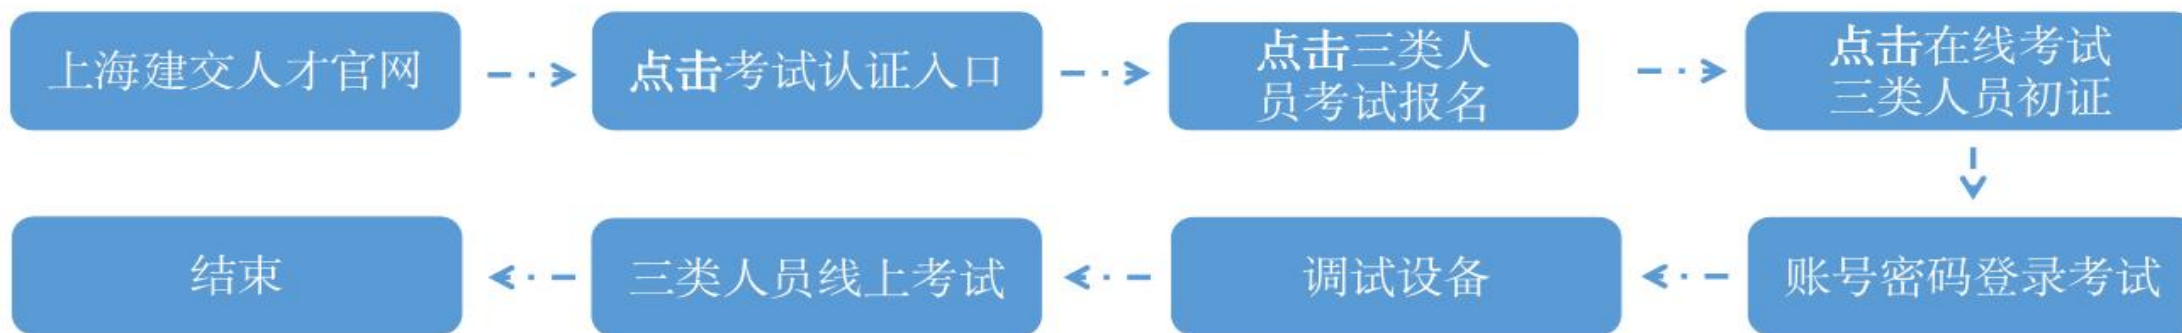 上海建交人才官网
点击考试认证入口
点击三类人
员考试报名
点击在线考试
三类人员初证
账号密码登录考试
调试设备
三类人员线上考试
结束